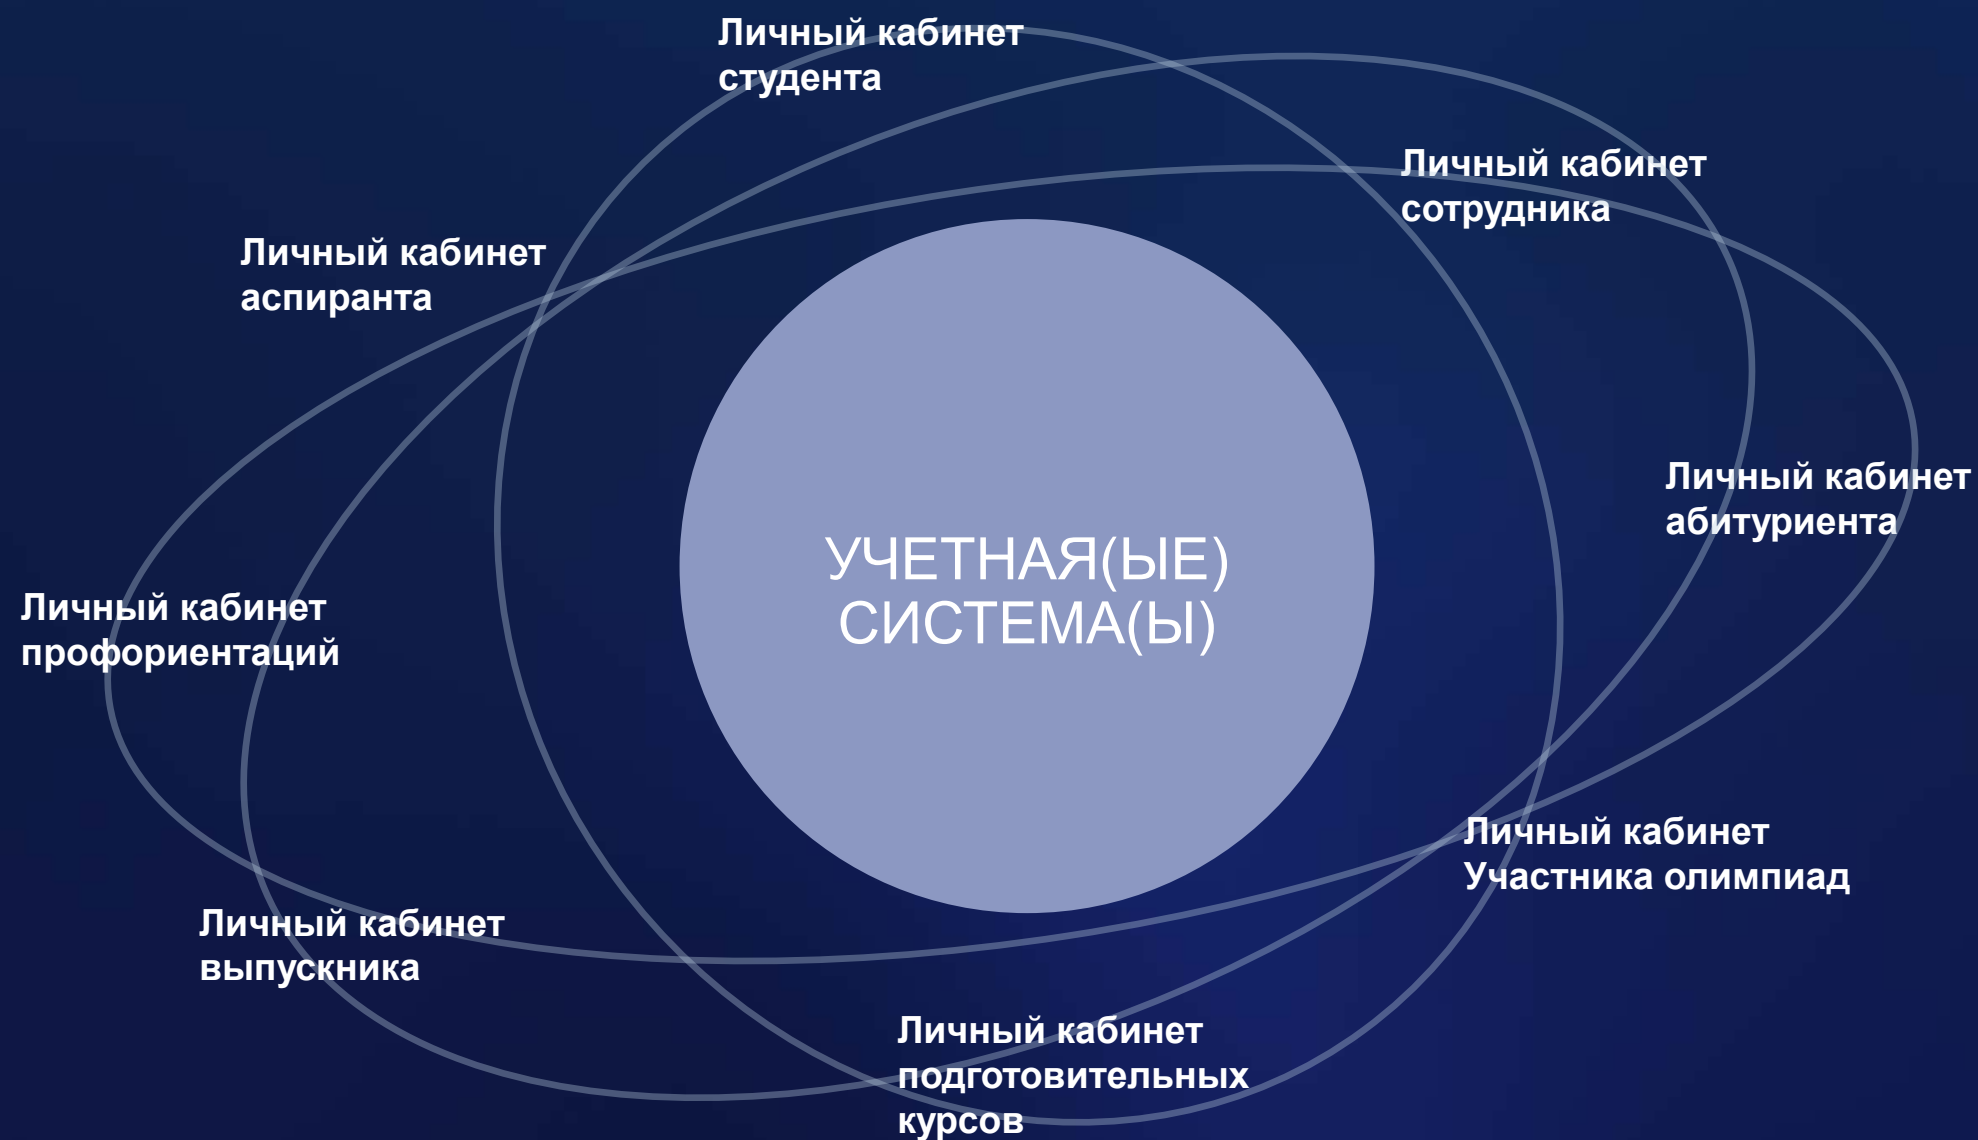 Личный кабинет
студента
Личный кабинет
сотрудника
Личный кабинет
аспиранта
Личный кабинет
абитуриента
УЧЕТНАЯ(ЫЕ)
СИСТЕМА(Ы)
Личный кабинет
профориентаций
Личный кабинет
Участника олимпиад
Личный кабинет
выпускника
Личный кабинет
подготовительных
курсов